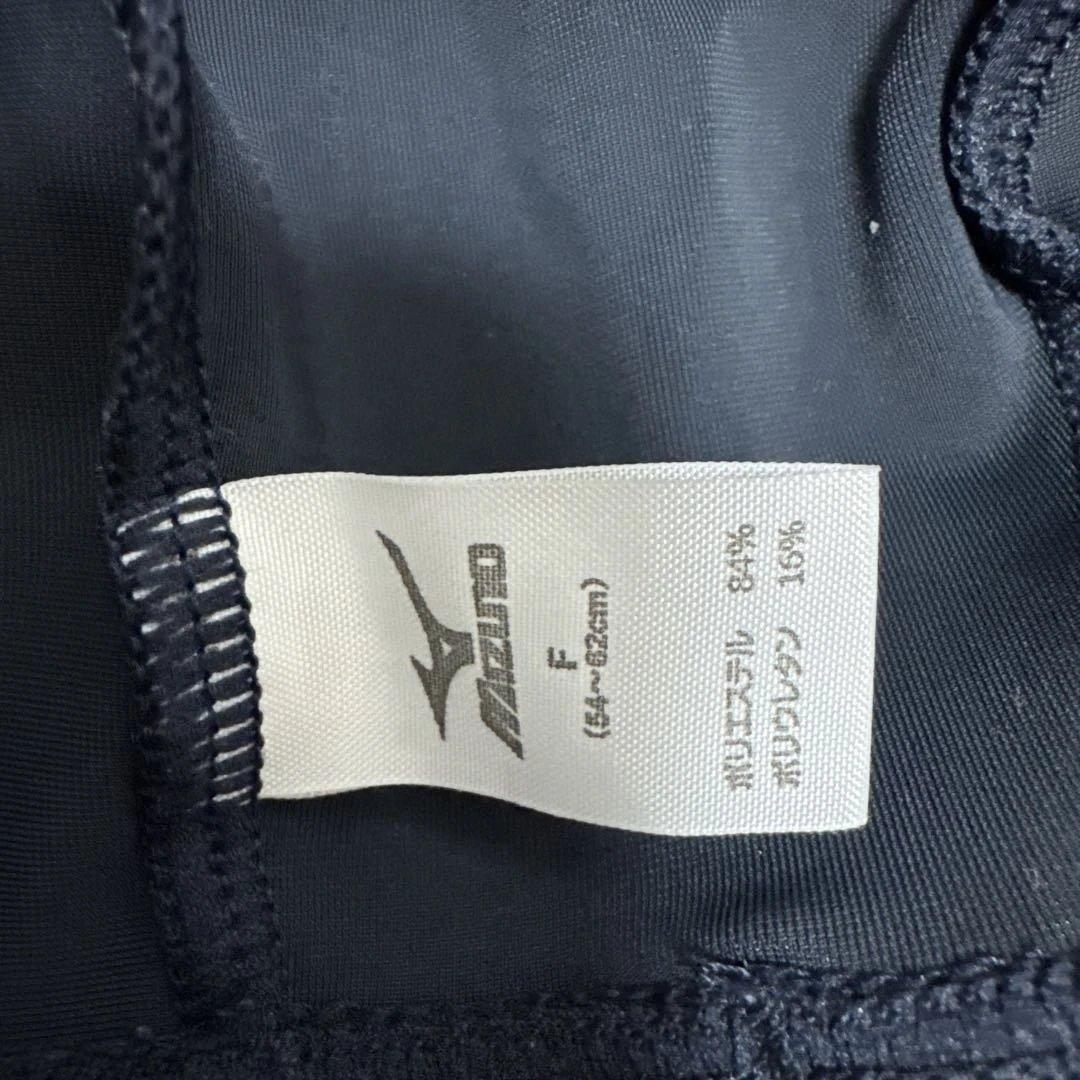 MIZUNO
F
(54～62cm)
ポリエステル 84%
ポリウレタン 16%